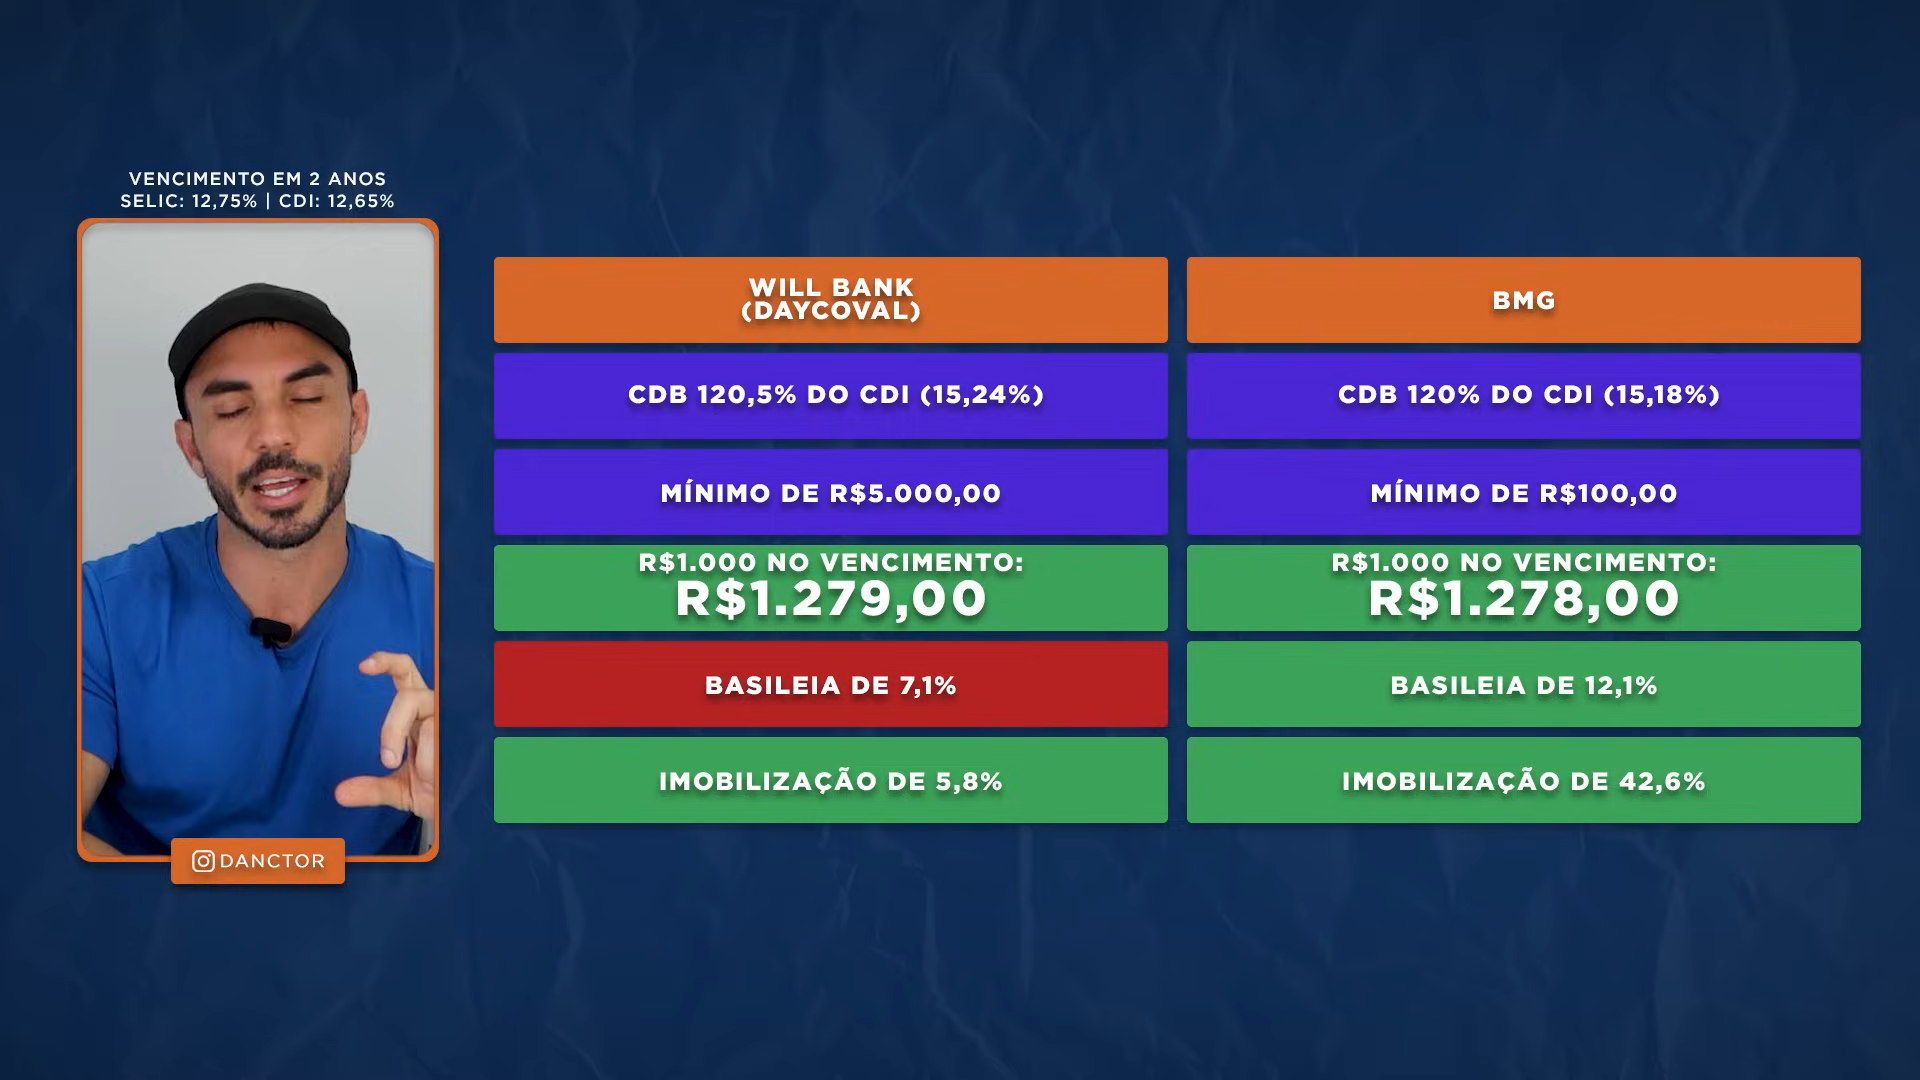 VENCIMENTO EM 2 ANOS
SELIC: 12,75% | CDI: 12,65%
DANCTOR
WILL BANK
(DAYCOVAL)
CDB 120,5% DO CDI (15,24%)
MÍNIMO DE R$5.000,00
R$1.000 NO VENCIMENTO:
R$1.279,00
BASILEIA DE 7,1%
IMOBILIZAÇÃO DE 5,8%
BMG
CDB 120% DO CDI (15,18%)
MÍNIMO DE R$100,00
R$1.000 NO VENCIMENTO:
R$1.278,00
BASILEIA DE 12,1%
IMOBILIZAÇÃO DE 42,6%